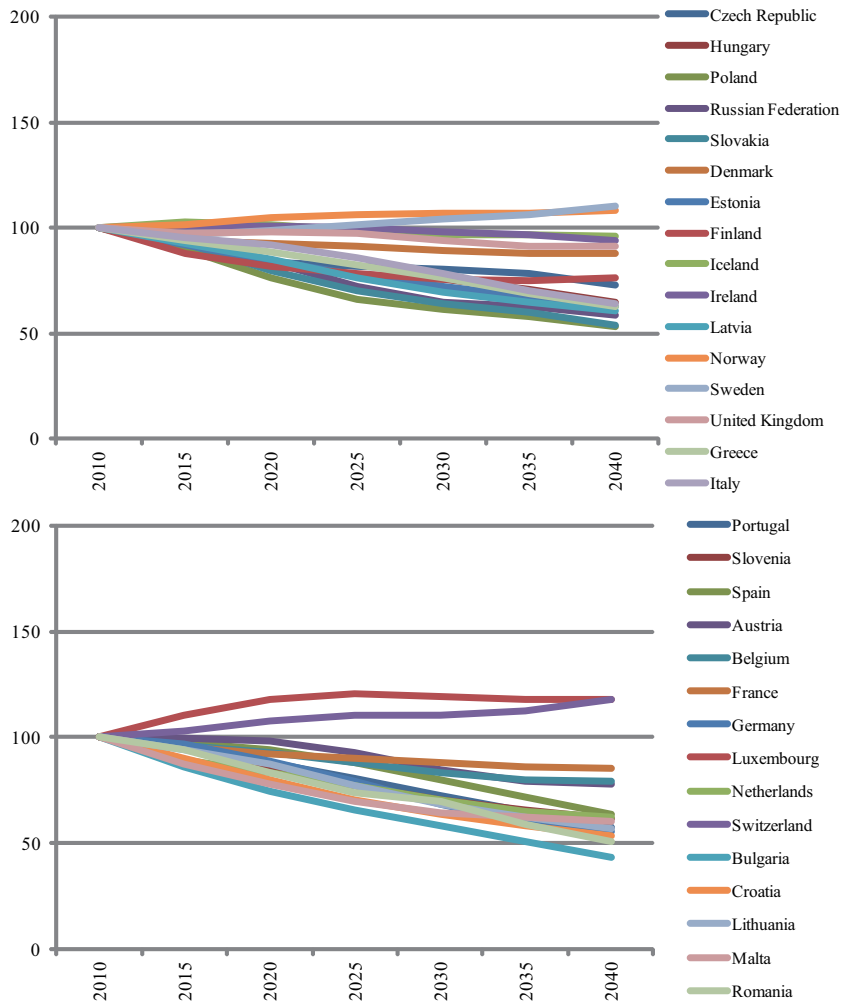 200
150
100
50
0
2010
2015
2020
2025
2030
2035
2040
Czech Republic
Hungary
Poland
Russian Federation
Slovakia
Denmark
Estonia
Finland
Iceland
Ireland
Latvia
Norway
Sweden
United Kingdom
Greece
Italy
200
150
100
50
0
2010
2015
2020
2025
2030
2035
2040
Portugal
Slovenia
Spain
Austria
Belgium
France
Germany
Luxembourg
Netherlands
Switzerland
Bulgaria
Croatia
Lithuania
Malta
Romania